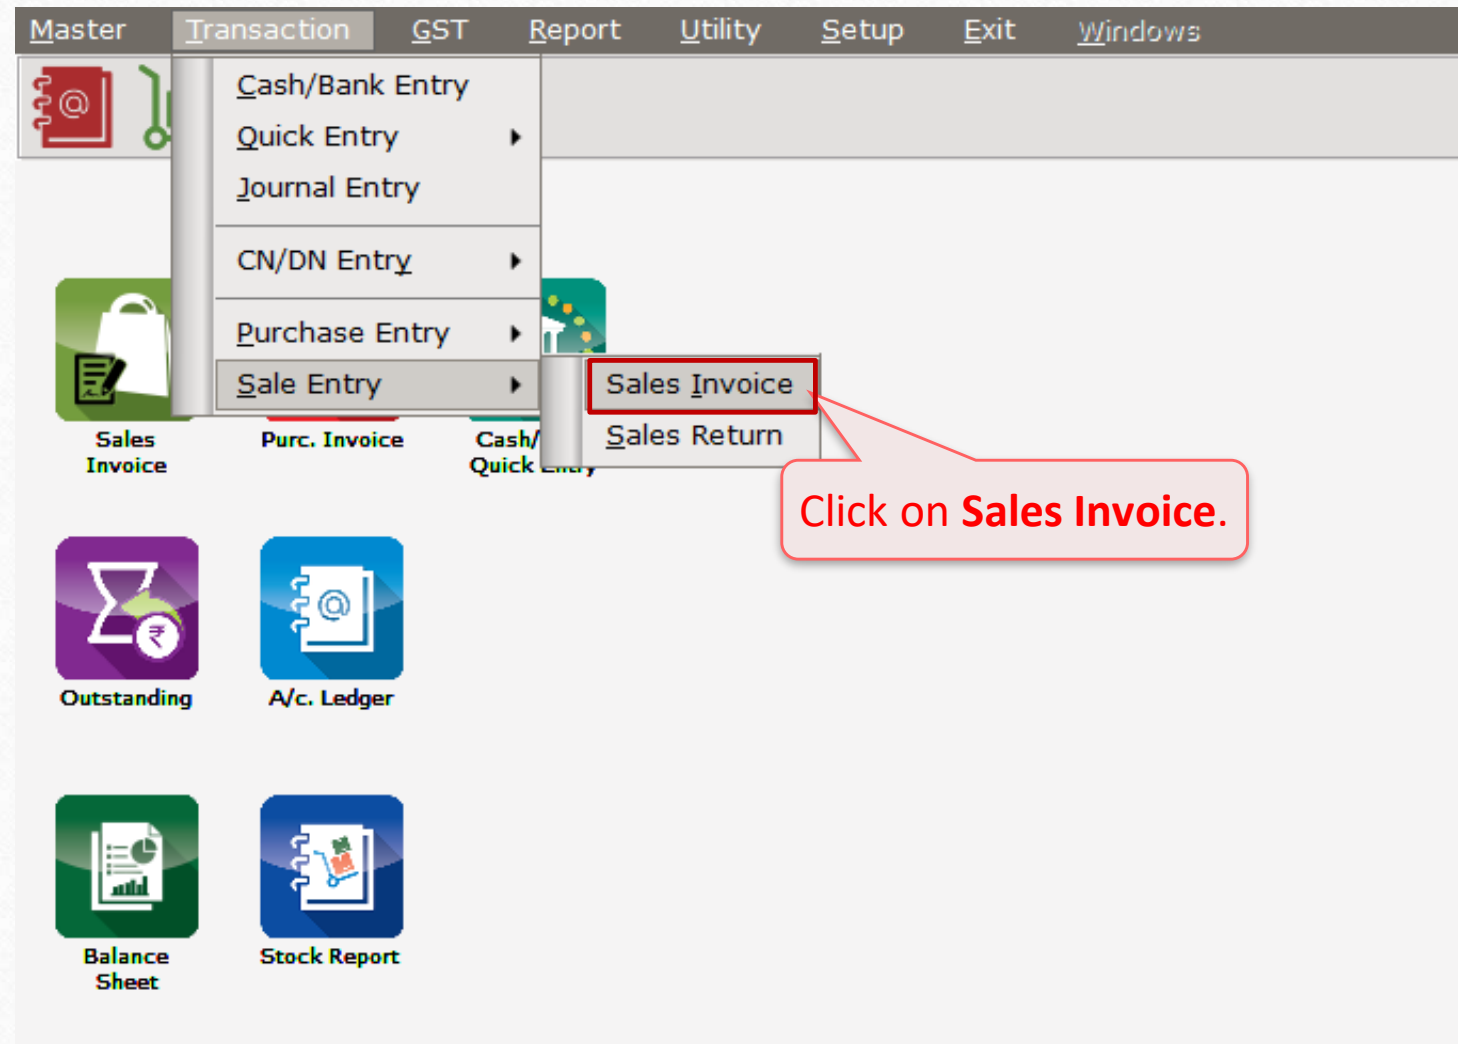 Master Transaction GST Report Utility Setup Exit Windows
Cash/Bank Entry
Quick Entry
Journal Entry
CN/DN Entry
Purchase Entry
Sale Entry
Sales Invoice
Sales Return
Click on Sales Invoice.
Sales
Invoice
Purc. Invoice
Cash/
Quick Entry
Outstanding
A/c. Ledger
Balance
Sheet
Stock Report